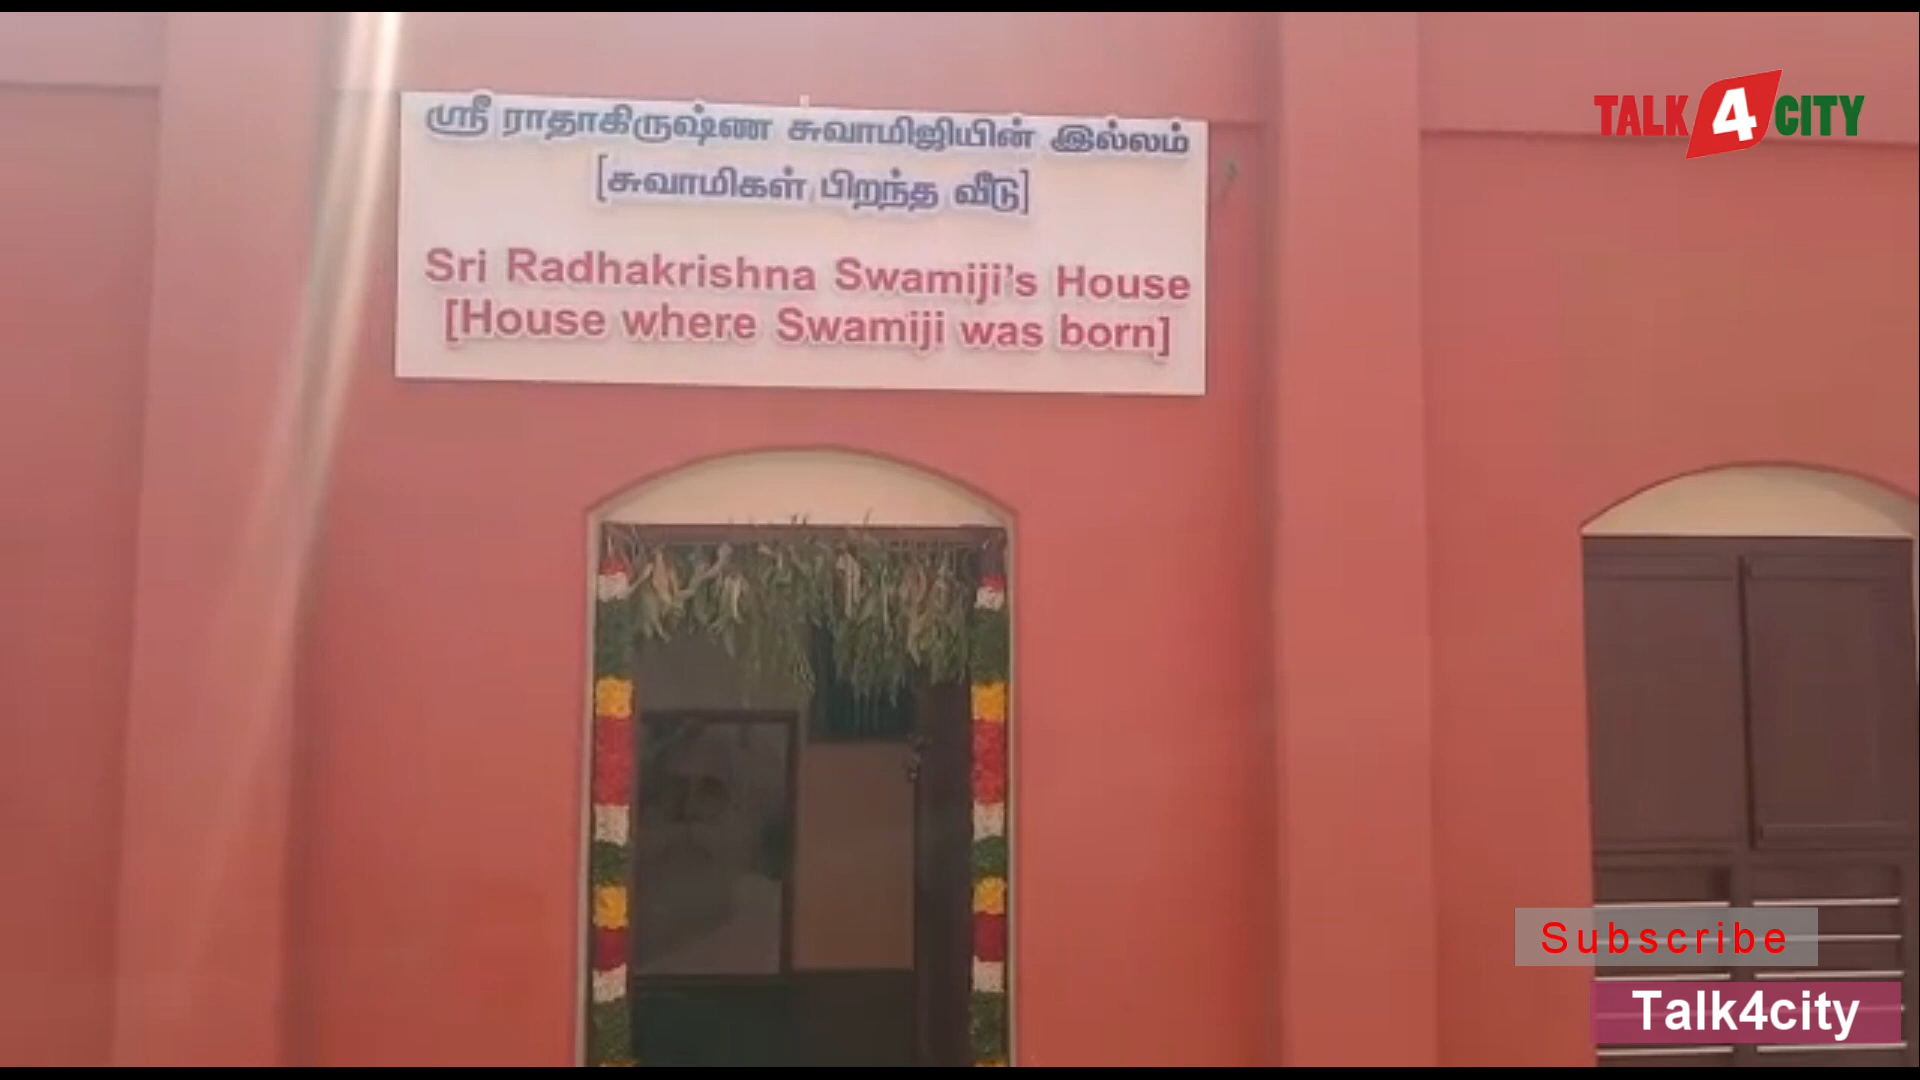 ஸ்ரீ ராதாகிருஷ்ண சுவாமிஜியின் இல்லம்
[சுவாமிகள் பிறந்த வீடு]
Sri Radhakrishna Swamiji's House
[House where Swamiji was born]
TALK 4 CITY
Subscribe
Talk4city